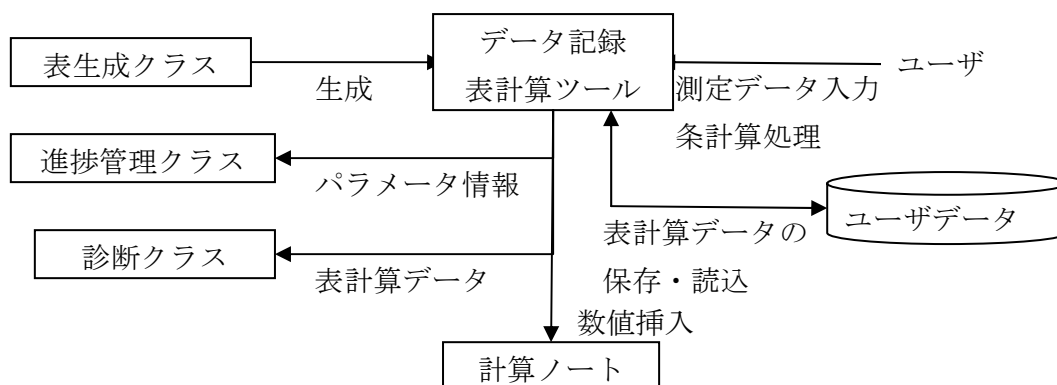 表生成クラス
生成
データ記録
表計算ツール
ユーザ
測定データ入力
条計算処理
進捗管理クラス
パラメータ情報
ユーザデータ
表計算データの
保存・読込
診断クラス
表計算データ
数値挿入
計算ノート